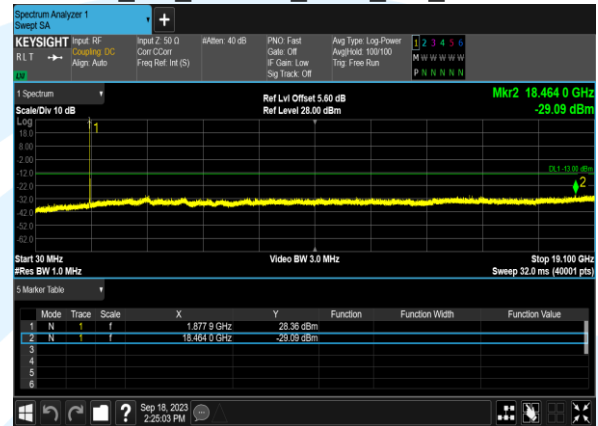 Spectrum Analyzer 1
Swept SA
KEYSIGHT Input: RF Input Z: 50 Ω #Atten: 40 dB PNO: Fast Avg Type: Log-Power 1 2 3 4 5 6
RLT Coupling: DC Corr CCorr Gate: Off Avg|Hold: 100/100 M W W W W W
Align: Auto Freq Ref: Int (S) IF Gain: Low Trig: Free Run
Sig Track: Off P N N N N N
1 Spectrum Ref Lvl Offset 5.60 dB Mkr2 18.464 0 GHz
Scale/Div 10 dB Ref Level 28.00 dBm -29.09 dBm
Log
18.0
8.00
-2.00
-12.0
-22.0
-32.0
-42.0
-52.0
-62.0
1
DL1 -13.00 dBm
2
Start 30 MHz Video BW 3.0 MHz Stop 19.100 GHz
#Res BW 1.0 MHz Sweep 32.0 ms (40001 pts)
5 Marker Table
Mode Trace Scale X Y Function Function Width Function Value
1 N 1 f 1.877 9 GHz 28.36 dBm
2 N 1 f 18.464 0 GHz -29.09 dBm
3
4
5
6
Sep 18, 2023
2:25:03 PM